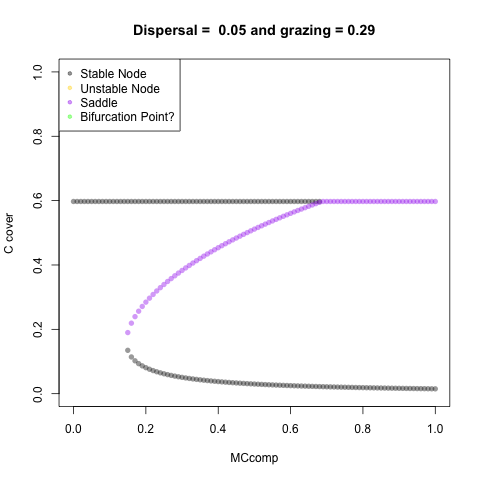 Dispersal =  0.05 and grazing = 0.29
Stable Node
Unstable Node
Saddle
Bifurcation Point?
1.0
0.8
0.6
0.4
0.2
0.0
C cover
0.0 0.2 0.4 0.6 0.8 1.0
MCcomp